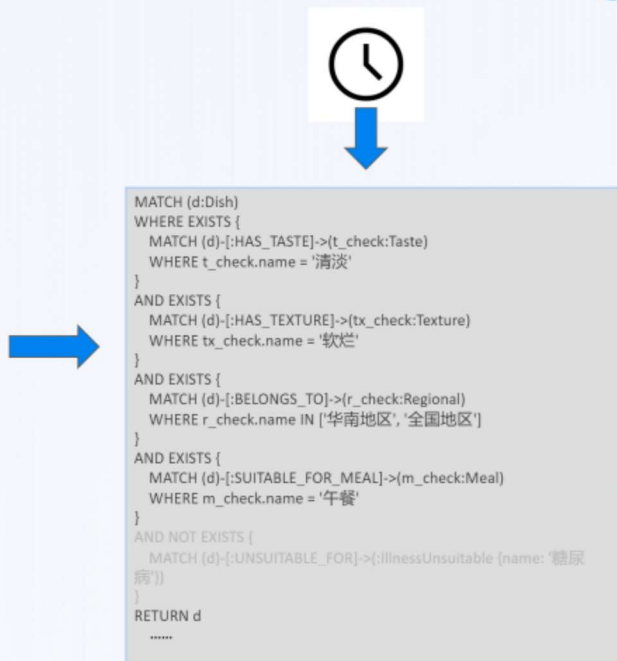 MATCH (d:Dish)
WHERE EXISTS {
MATCH (d)-[:HAS_TASTE]->(t_check:Taste)
WHERE t_check.name = '清淡'
}
AND EXISTS {
MATCH (d)-[:HAS_TEXTURE]->(tx_check:Texture)
WHERE tx_check.name = '软烂'
}
AND EXISTS {
MATCH (d)-[:BELONGS_TO]->(r_check:Regional)
WHERE r_check.name IN ['华南地区', '全国地区']
}
AND EXISTS {
MATCH (d)-[:SUITABLE_FOR_MEAL]->(m_check:Meal)
WHERE m_check.name = '午餐'
}
AND NOT EXISTS {
MATCH (d)-[:UNSUITABLE_FOR]->(:IllnessUnsuitable {name: '糖尿
病'})
}
RETURN d
......